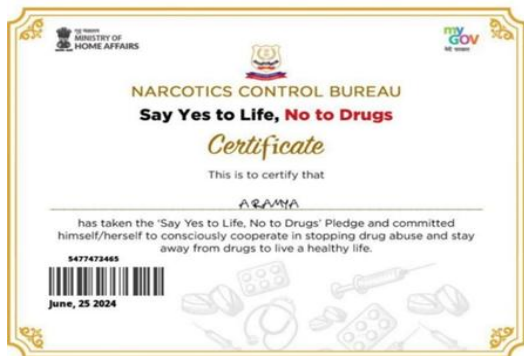 गृह मंत्रालय
MINISTRY OF
HOME AFFAIRS
my
GOV
मेरी सरकार
NARCOTICS CONTROL BUREAU
Say Yes to Life, No to Drugs
Certificate
This is to certify that
ARAMYA
has taken the 'Say Yes to Life, No to Drugs' Pledge and committed
himself/herself to consciously cooperate in stopping drug abuse and stay
away from drugs to live a healthy life.
5477473465
June, 25 2024